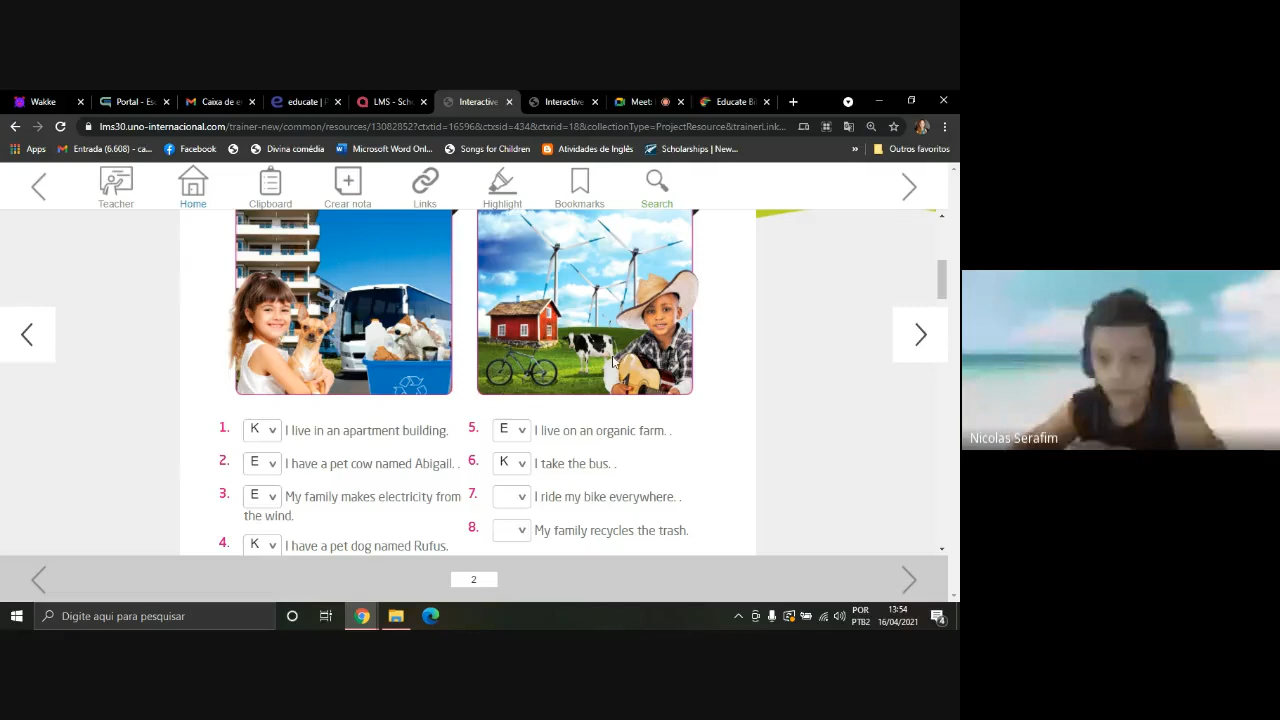 Wakke
Portal - Es
Caixa de e
educate | P
LMS - Scho
Interactive
Interactive
Meet:
Educate Bi
lms30.uno-internacional.com/trainer-new/common/resources/13082852?ctxtid=16596&ctxsid=434&ctxrid=18&collectionType=ProjectResource&trainerLink...
Apps
Entrada (6.608) - ca...
Facebook
Divina comédia
Microsoft Word Onl...
Songs for Children
Atividades de Inglês
Scholarships | New...
»
Outros favoritos
Teacher
Home
Clipboard
Crear nota
Links
Highlight
Bookmarks
Search
1. K I live in an apartment building.
2. E I have a pet cow named Abigail. .
3. E My family makes electricity from
the wind.
4. K I have a pet dog named Rufus.
5. E I live on an organic farm. .
6. K I take the bus. .
7. I ride my bike everywhere. .
8. My family recycles the trash.
2
Nicolas Serafim
Digite aqui para pesquisar
POR
PTB2
13:54
16/04/2021
4